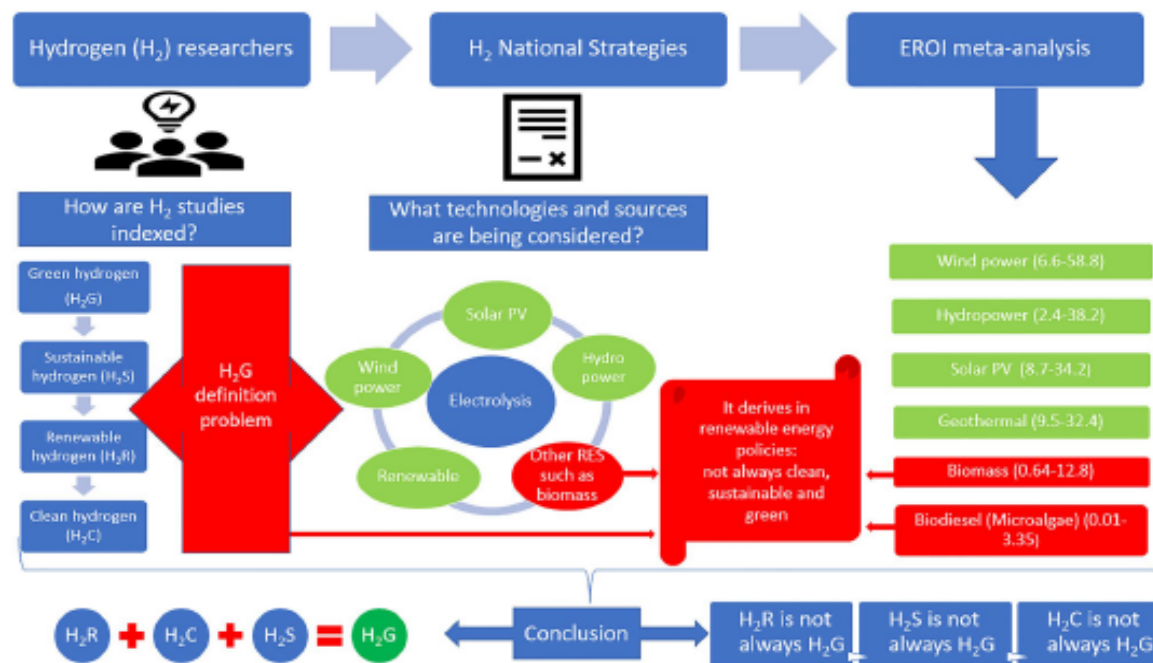 Hydrogen (H₂) researchers
H₂ National Strategies
EROI meta-analysis
How are H₂ studies
indexed?
What technologies and sources
are being considered?
Green hydrogen
(H₂G)
Sustainable
hydrogen (H₂S)
Renewable
hydrogen (H₂R)
Clean hydrogen
(H₂C)
H₂G
definition
problem
Solar PV
Wind
power
Hydro
power
Electrolysis
Renewable
Other RES
such as
biomass
It derives in
renewable energy
policies:
not always clean,
sustainable and
green
Wind power (6.6-58.8)
Hydropower (2.4-38.2)
Solar PV (8.7-34.2)
Geothermal (9.5-32.4)
Biomass (0.64-12.8)
Biodiesel (Microalgae) (0.01-
3.35)
H₂R + H₂C + H₂S = H₂G
Conclusion
H₂R is not
always H₂G
H₂S is not
always H₂G
H₂C is not
always H₂G